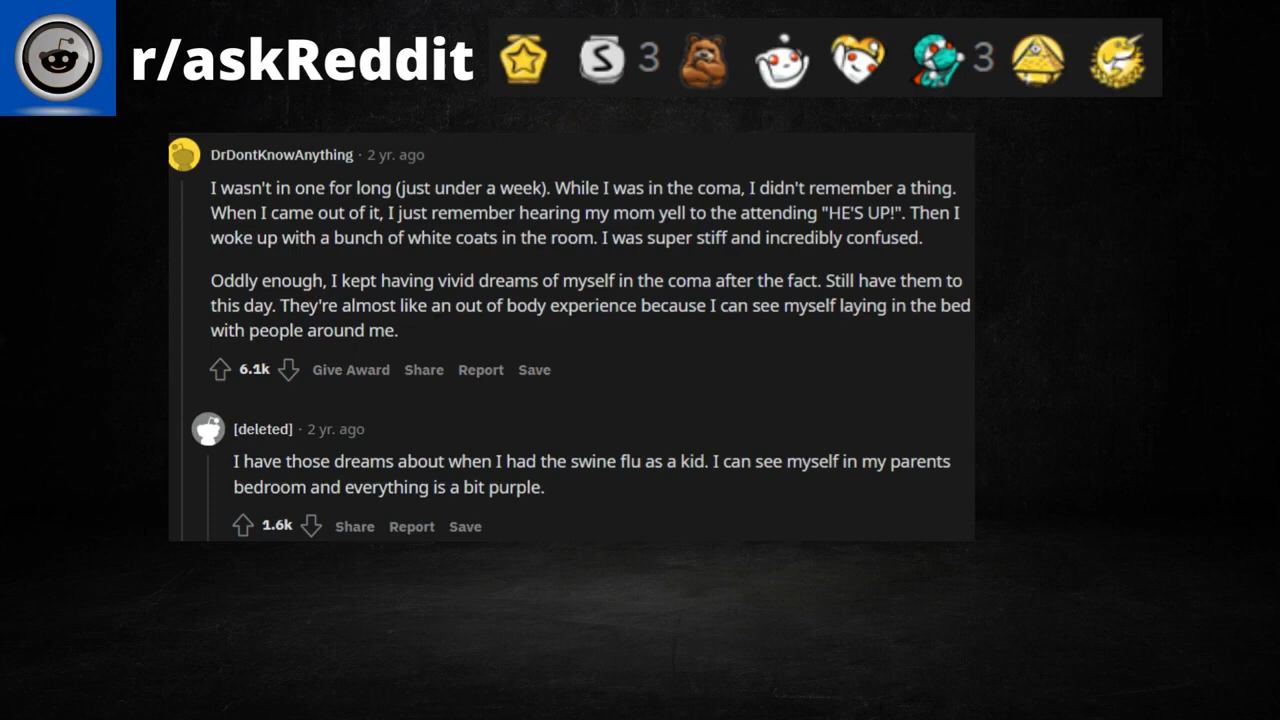 r/askReddit
S 3 3
DrDontKnowAnything · 2 yr. ago
I wasn't in one for long (just under a week). While I was in the coma, I didn't remember a thing.
When I came out of it, I just remember hearing my mom yell to the attending "HE'S UP!". Then I
woke up with a bunch of white coats in the room. I was super stiff and incredibly confused.
Oddly enough, I kept having vivid dreams of myself in the coma after the fact. Still have them to
this day. They're almost like an out of body experience because I can see myself laying in the bed
with people around me.
6.1k Give Award Share Report Save
[deleted] · 2 yr. ago
I have those dreams about when I had the swine flu as a kid. I can see myself in my parents
bedroom and everything is a bit purple.
1.6k Share Report Save